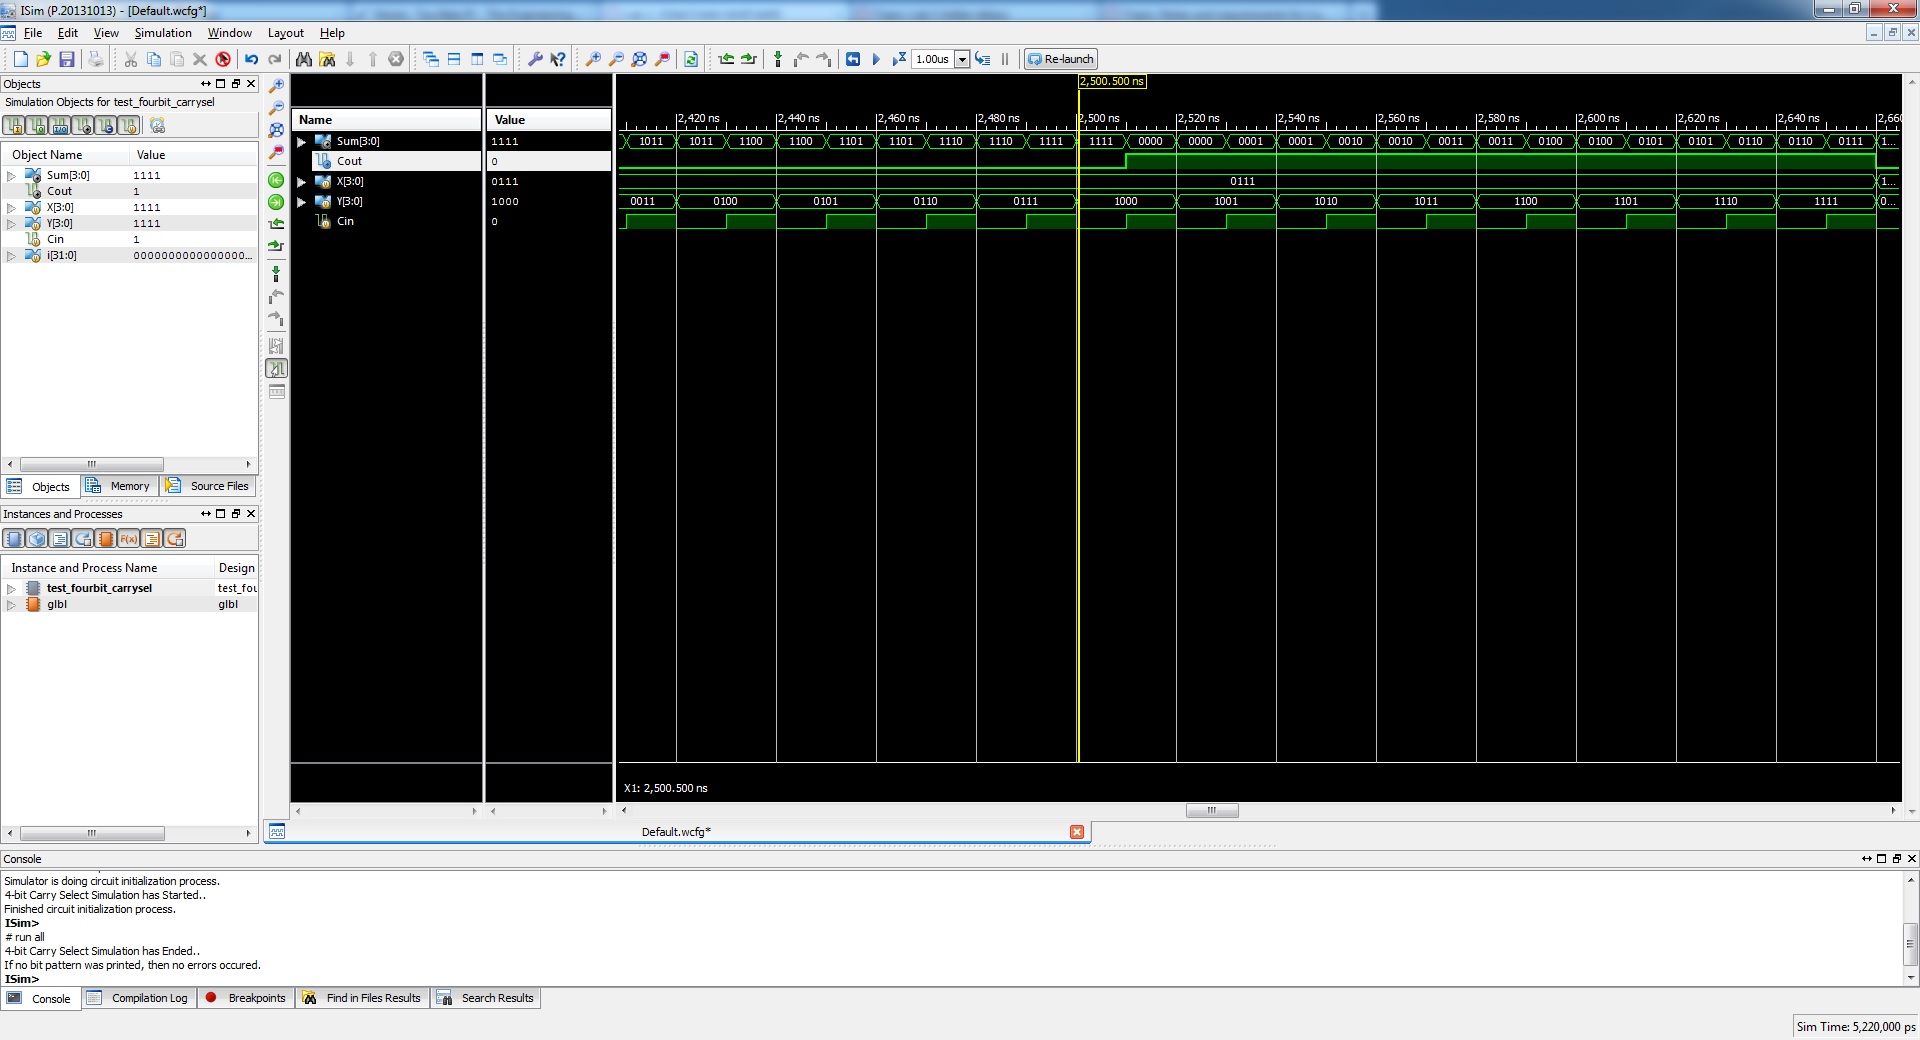 ISim (P.20131013) - [Default.wcfg*]
File Edit View Simulation Window Layout Help
1.00us Re-launch
Objects
Simulation Objects for test_fourbit_carrysel
Object Name Value
Sum[3:0] 1111
Cout 1
X[3:0] 1111
Y[3:0] 1111
Cin 1
i[31:0] 0000000000000000...
Objects Memory Source Files
Instances and Processes
F(x)
Instance and Process Name Design
test_fourbit_carrysel test_fou
glbl glbl
Name Value
Sum[3:0] 1111
Cout 0
X[3:0] 0111
Y[3:0] 1000
Cin 0
2,500.500 ns
2,420 ns 2,440 ns 2,460 ns 2,480 ns 2,500 ns 2,520 ns 2,540 ns 2,560 ns 2,580 ns 2,600 ns 2,620 ns 2,640 ns 2,660
1011 1011 1100 1100 1101 1101 1110 1110 1111 1111 0000 0000 0001 0001 0010 0010 0011 0011 0100 0100 0101 0101 0110 0110 0111 1...
0111 1...
0011 0100 0101 0110 0111 1000 1001 1010 1011 1100 1101 1110 1111 0...
X1: 2,500.500 ns
Default.wcfg*
Console
Simulator is doing circuit initialization process.
4-bit Carry Select Simulation has Started..
Finished circuit initialization process.
ISim>
# run all
4-bit Carry Select Simulation has Ended..
If no bit pattern was printed, then no errors occured.
ISim>
Console Compilation Log Breakpoints Find in Files Results Search Results
Sim Time: 5,220,000 ps